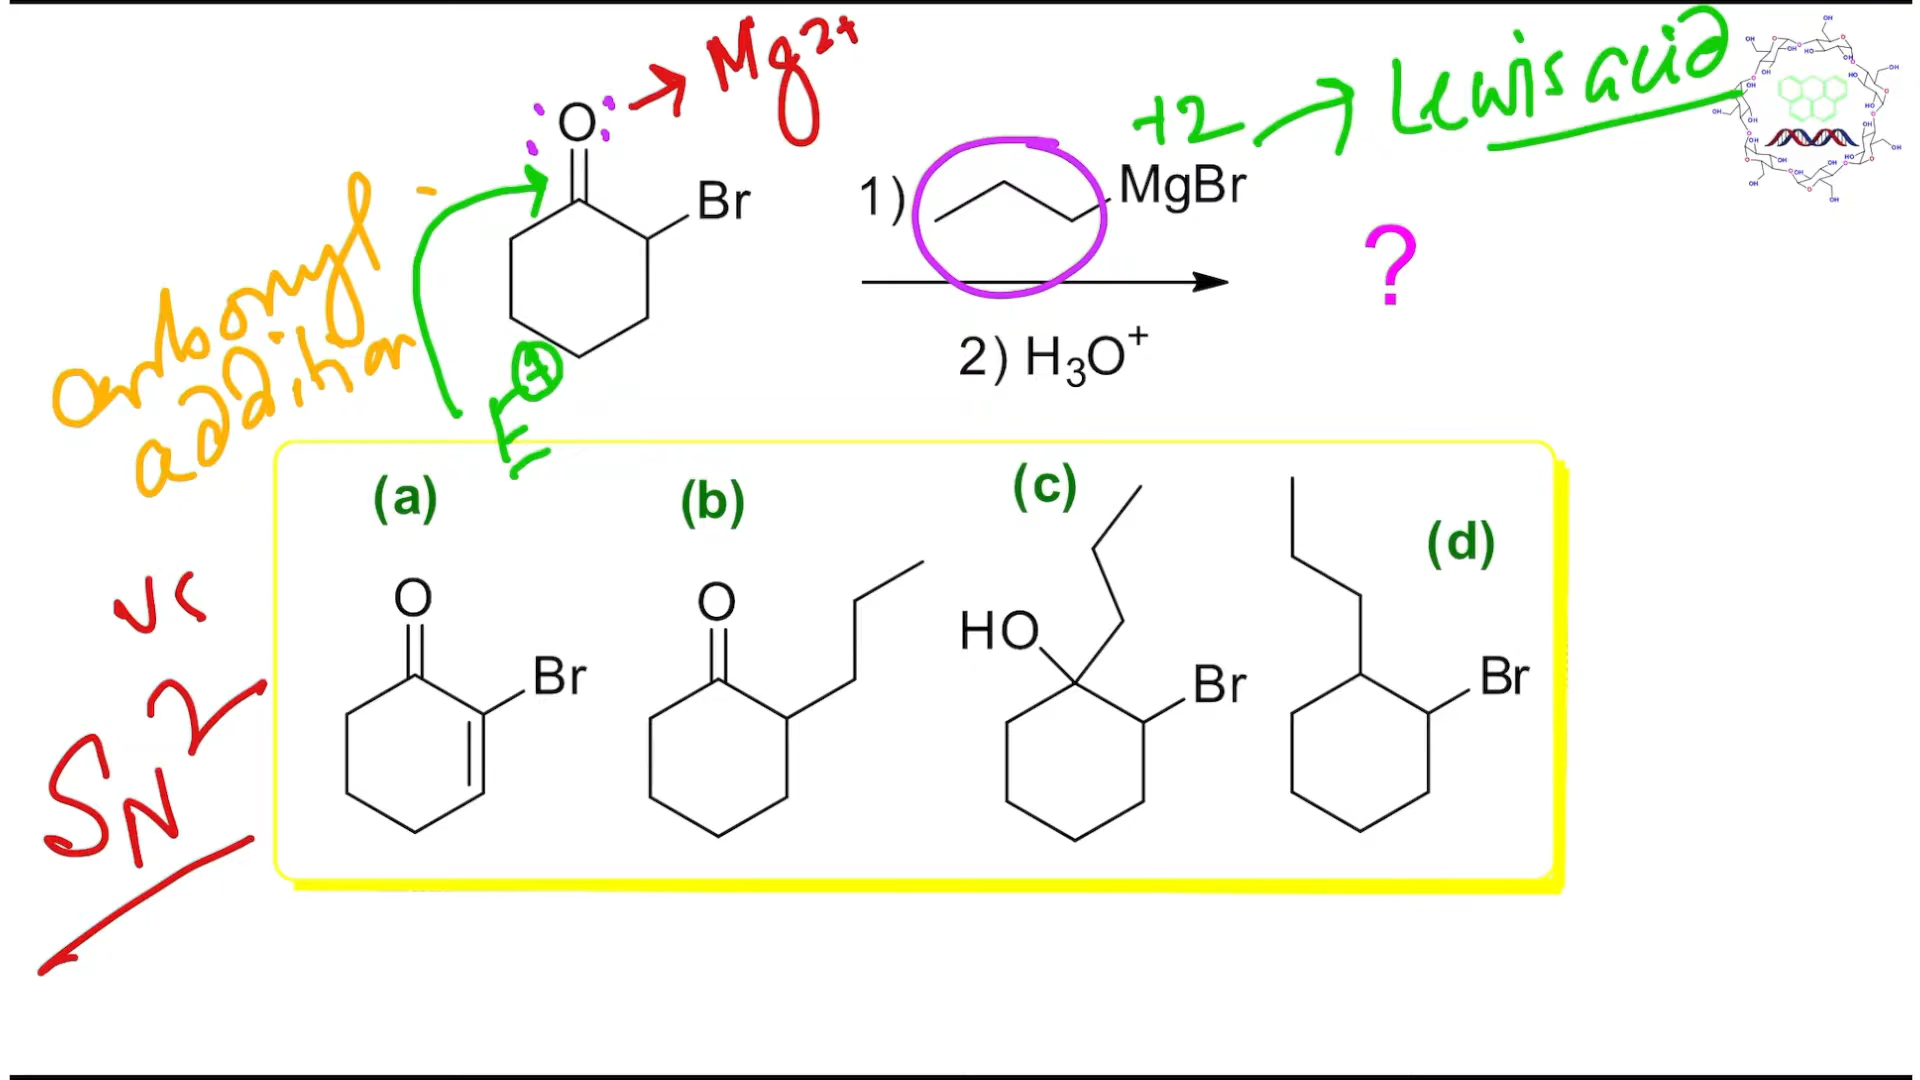 Mg2+
+2
Lewis acid
O
Br
1)
MgBr
?
2) H3O+
Carbonyl
addition
E+
vs
SN2
(a)
(b)
(c)
(d)
O
Br
O
HO
Br
Br